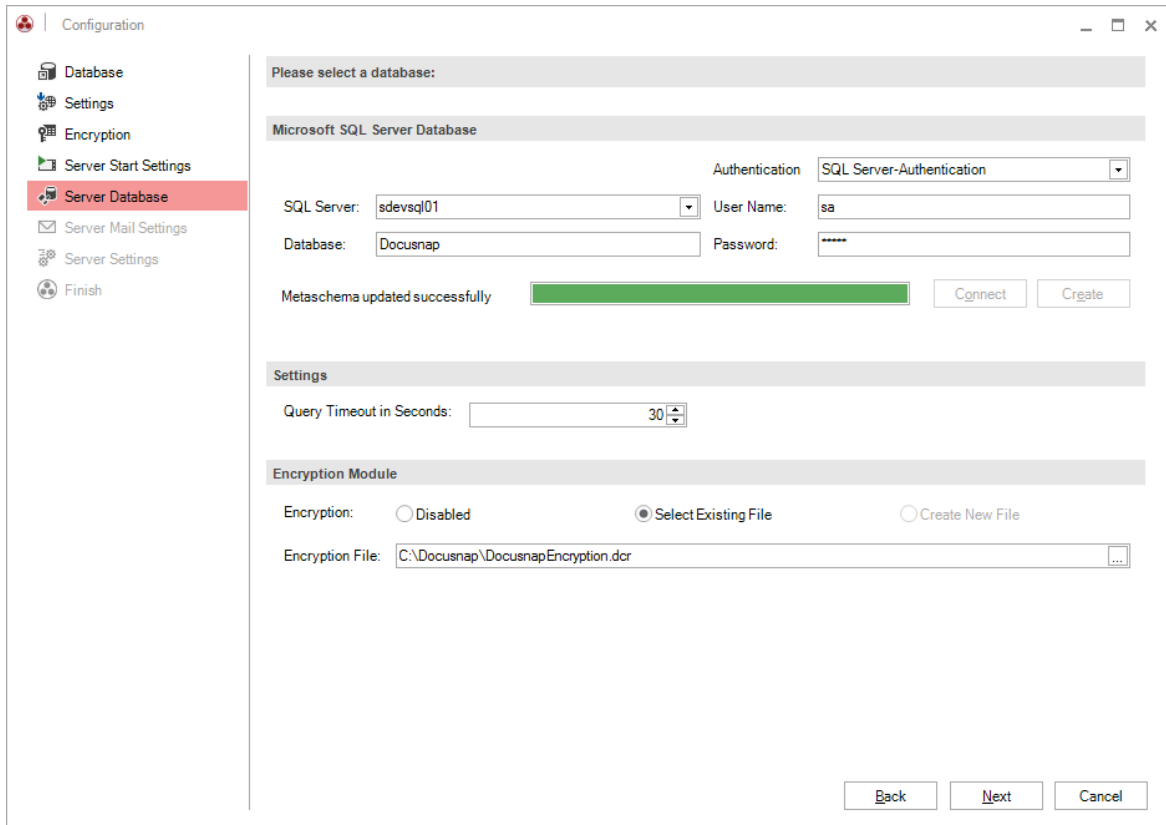 Configuration
Database
Settings
Encryption
Server Start Settings
Server Database
Server Mail Settings
Server Settings
Finish
Please select a database:
Microsoft SQL Server Database
Authentication SQL Server-Authentication
SQL Server: sdevsql01 User Name: sa
Database: Docusnap Password: *****
Metaschema updated successfully Connect Create
Settings
Query Timeout in Seconds: 30
Encryption Module
Encryption: Disabled Select Existing File Create New File
Encryption File: C:\Docusnap\DocusnapEncryption.dcr ...
Back Next Cancel